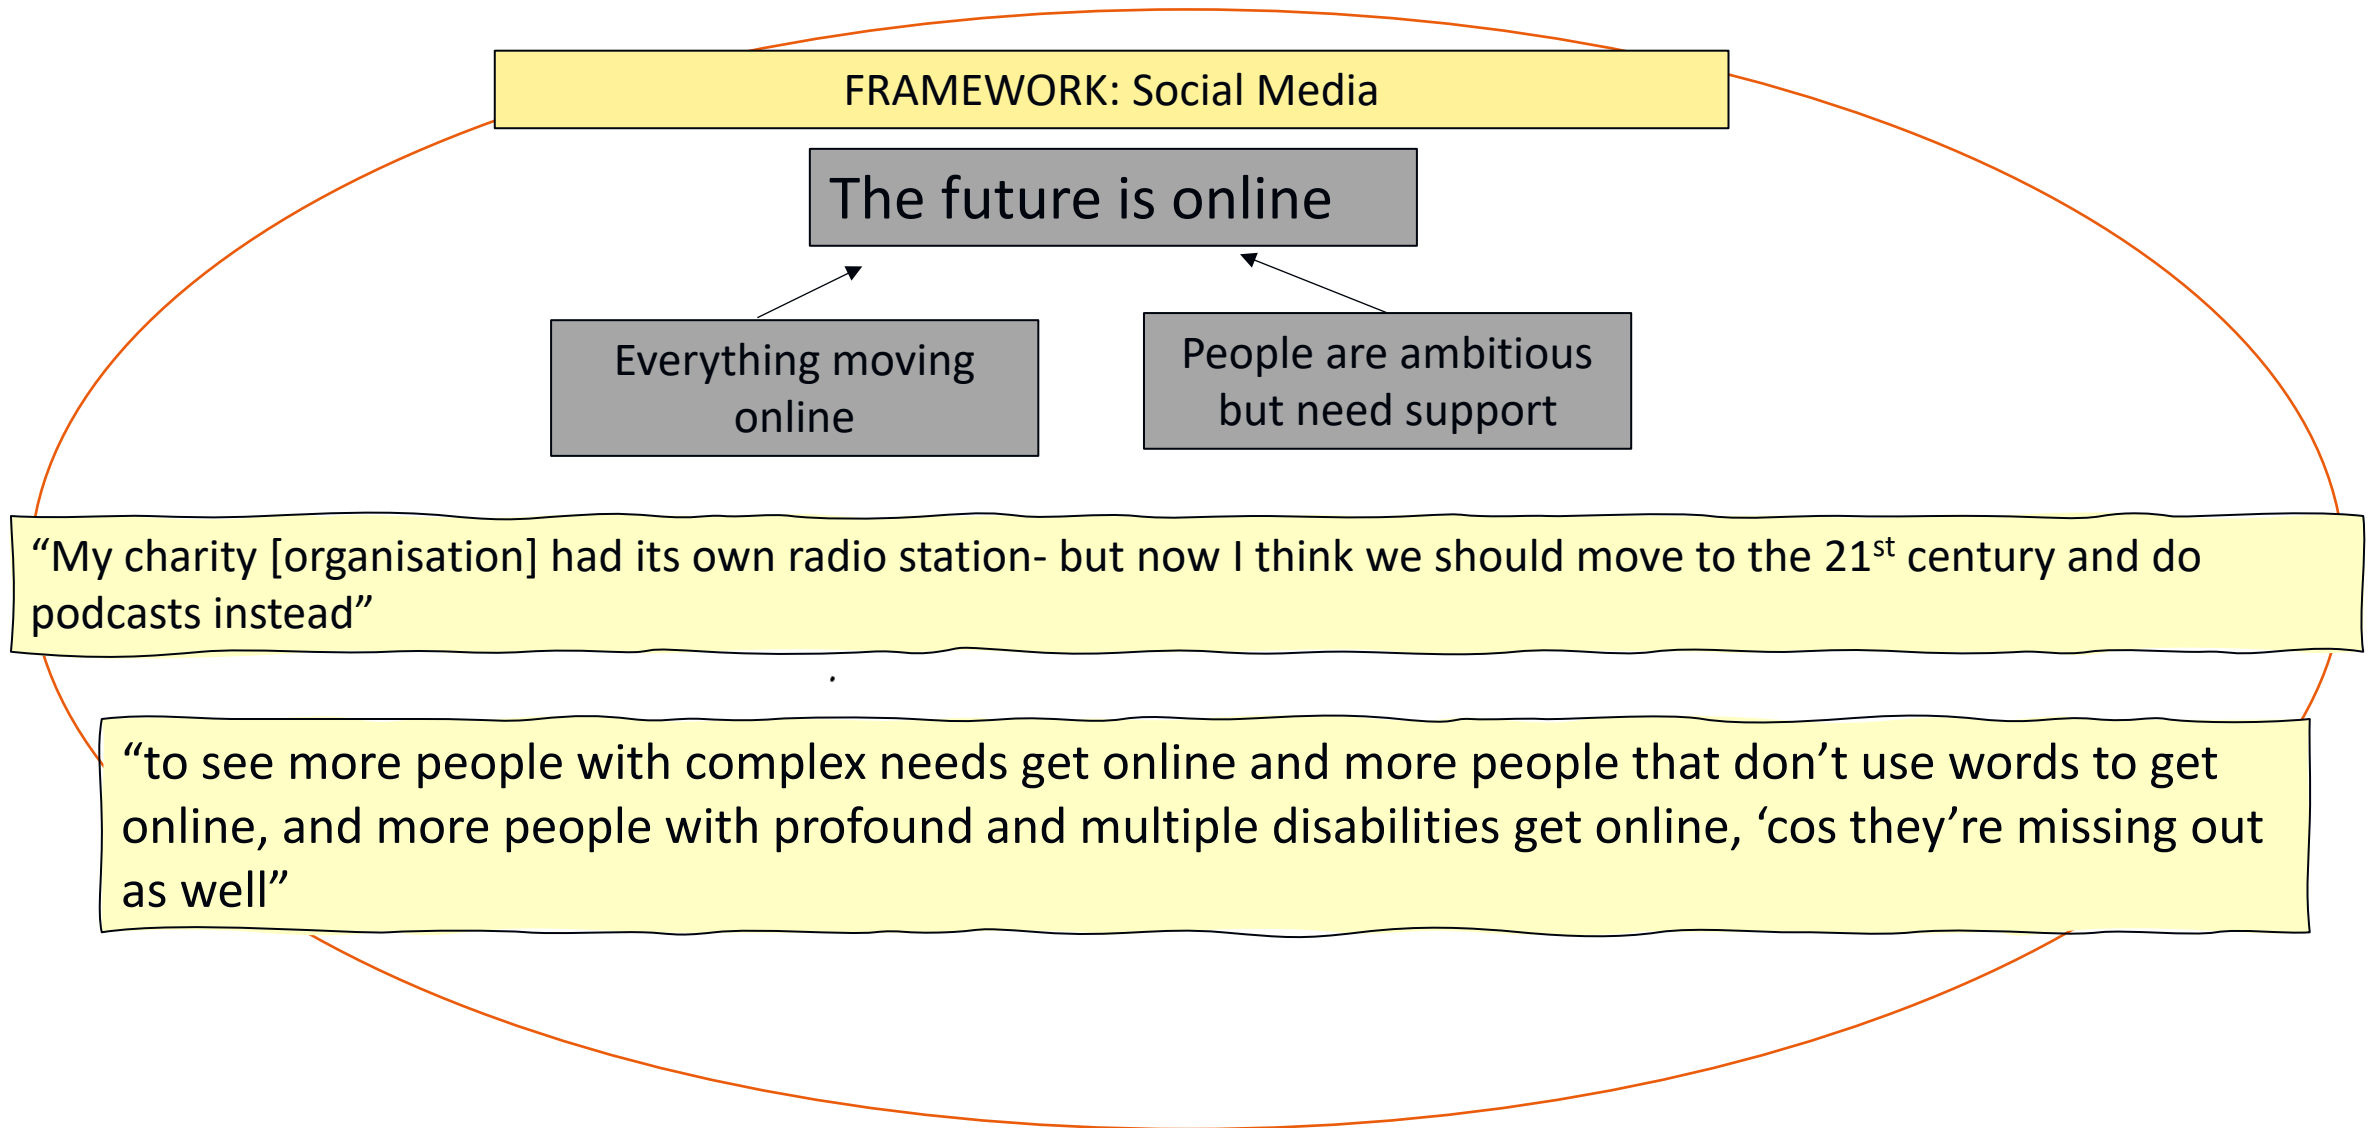 FRAMEWORK: Social Media
The future is online
Everything moving
online
People are ambitious
but need support
“My charity [organisation] had its own radio station- but now I think we should move to the 21st century and do
podcasts instead”
.
“to see more people with complex needs get online and more people that don’t use words to get
online, and more people with profound and multiple disabilities get online, ‘cos they’re missing out
as well”